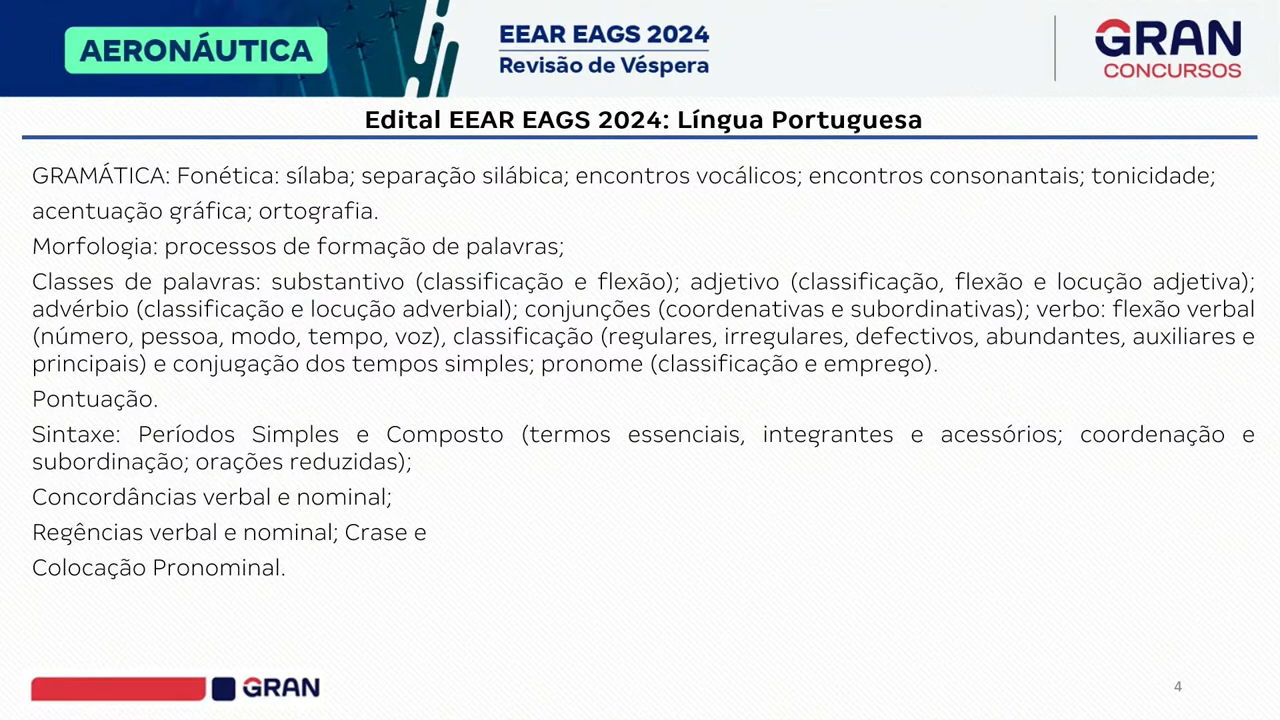 AERONÁUTICA
EEAR EAGS 2024
Revisão de Véspera
GRAN
CONCURSOS
Edital EEAR EAGS 2024: Língua Portuguesa
GRAMÁTICA: Fonética: sílaba; separação silábica; encontros vocálicos; encontros consonantais; tonicidade;
acentuação gráfica; ortografia.
Morfologia: processos de formação de palavras;
Classes de palavras: substantivo (classificação e flexão); adjetivo (classificação, flexão e locução adjetiva);
advérbio (classificação e locução adverbial); conjunções (coordenativas e subordinativas); verbo: flexão verbal
(número, pessoa, modo, tempo, voz), classificação (regulares, irregulares, defectivos, abundantes, auxiliares e
principais) e conjugação dos tempos simples; pronome (classificação e emprego).
Pontuação.
Sintaxe: Períodos Simples e Composto (termos essenciais, integrantes e acessórios; coordenação e
subordinação; orações reduzidas);
Concordâncias verbal e nominal;
Regências verbal e nominal; Crase e
Colocação Pronominal.
GRAN
4